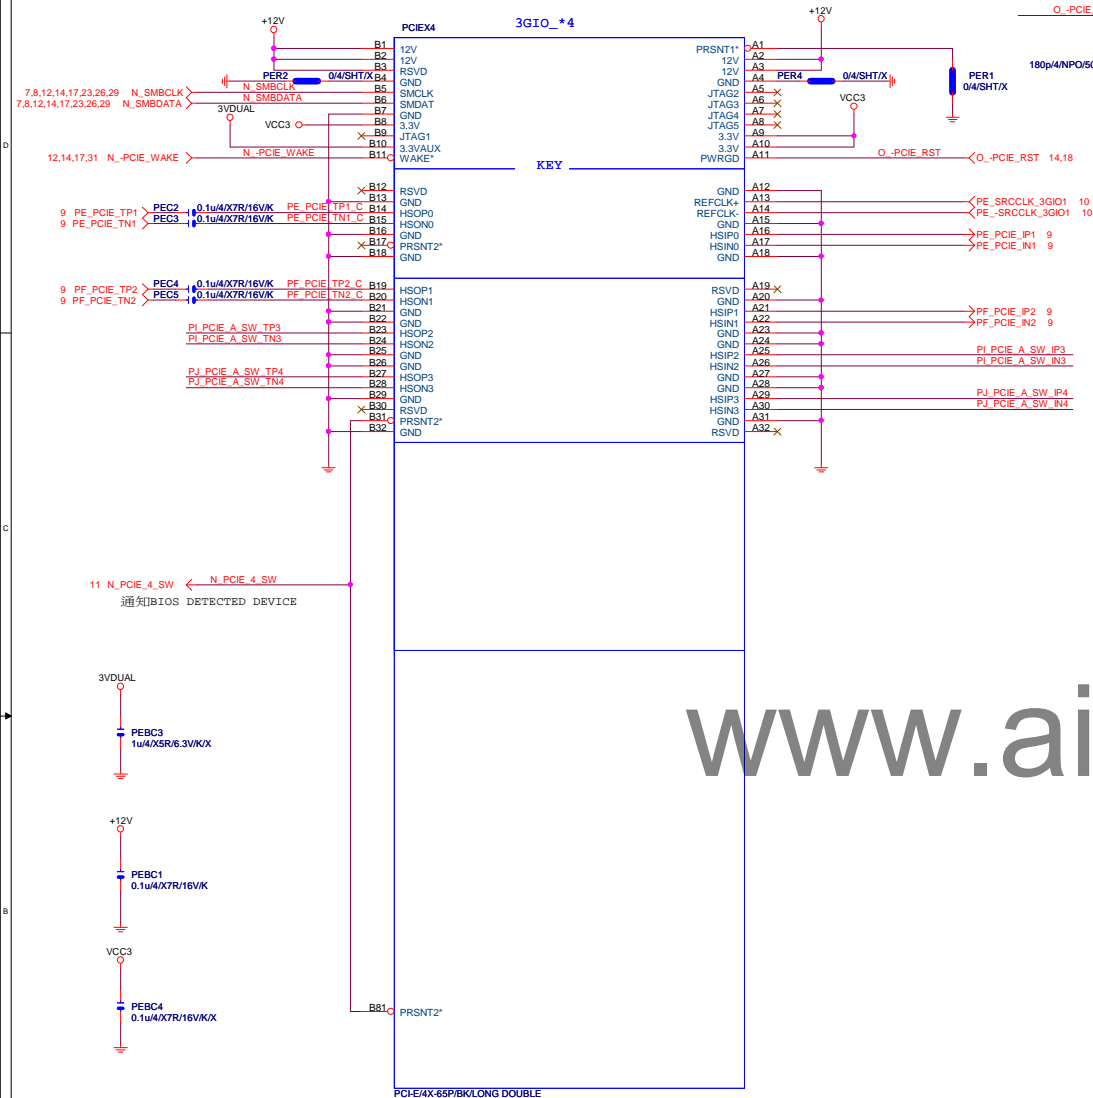 +12V
3GIO_*4
PCIEX4
+12V
O_-PCIE_
B1 12V PRSNT1* A1
B2 12V 12V A2
B3 RSVD 12V A3
PER2 0/4/SHT/X B4 GND GND A4 PER4 0/4/SHT/X
180p/4/NPO/50
PER1
0/4/SHT/X
7,8,12,14,17,23,26,29 N_SMBCLK N_SMBCLK B5 SMCLK JTAG2 A5
7,8,12,14,17,23,26,29 N_SMBDATA N_SMBDATA B6 SMDAT JTAG3 A6
3VDUAL B7 GND JTAG4 A7 VCC3
VCC3 B8 3.3V JTAG5 A8
B9 JTAG1 3.3V A9
B10 3.3VAUX 3.3V A10
12,14,17,31 N_-PCIE_WAKE N_-PCIE_WAKE B11 WAKE* PWRGD A11 O_-PCIE_RST O_-PCIE_RST 14,18
D
KEY
B12 RSVD GND A12
B13 GND REFCLK+ A13 PE_SRCCLK_3GIO1 10
9 PE_PCIE_TP1 PEC2 0.1u/4/X7R/16V/K PE_PCIE_TP1_C B14 HSOP0 REFCLK- A14 PE_-SRCCLK_3GIO1 10
9 PE_PCIE_TN1 PEC3 0.1u/4/X7R/16V/K PE_PCIE_TN1_C B15 HSON0 GND A15
B16 GND HSIP0 A16 PE_PCIE_IP1 9
B17 PRSNT2* HSIN0 A17 PE_PCIE_IN1 9
B18 GND GND A18
9 PF_PCIE_TP2 PEC4 0.1u/4/X7R/16V/K PF_PCIE_TP2_C B19 HSOP1 RSVD A19
9 PF_PCIE_TN2 PEC5 0.1u/4/X7R/16V/K PF_PCIE_TN2_C B20 HSON1 GND A20
B21 GND HSIP1 A21 PF_PCIE_IP2 9
B22 GND HSIN1 A22 PF_PCIE_IN2 9
PI_PCIE_A_SW_TP3 B23 HSOP2 GND A23
PI_PCIE_A_SW_TN3 B24 HSON2 GND A24
B25 GND HSIP2 A25 PI_PCIE_A_SW_IP3
B26 GND HSIN2 A26 PI_PCIE_A_SW_IN3
PJ_PCIE_A_SW_TP4 B27 HSOP3 GND A27
PJ_PCIE_A_SW_TN4 B28 HSON3 GND A28
B29 GND HSIP3 A29 PJ_PCIE_A_SW_IP4
B30 RSVD HSIN3 A30 PJ_PCIE_A_SW_IN4
B31 PRSNT2* GND A31
B32 GND RSVD A32
C
11 N_PCIE_4_SW N_PCIE_4_SW
通知BIOS DETECTED DEVICE
3VDUAL
PEBC3
1u/4/X5R/6.3V/K/X
www.ai
+12V
PEBC1
0.1u/4/X7R/16V/K
B
VCC3
PEBC4
0.1u/4/X7R/16V/K/X
B81 PRSNT2*
PCI-E/4X-65P/BK/LONG DOUBLE